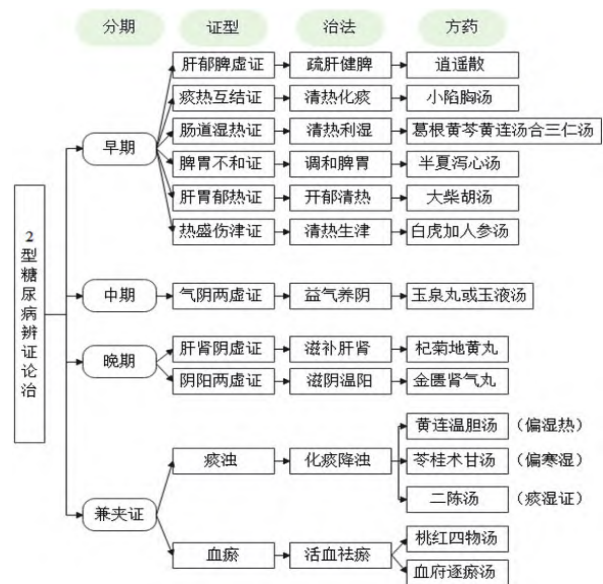 分期 证型 治法 方药
2型糖尿病辨证论治
早期
肝郁脾虚证 疏肝健脾 逍遥散
痰热互结证 清热化痰 小陷胸汤
肠道湿热证 清热利湿 葛根黄芩黄连汤合三仁汤
脾胃不和证 调和脾胃 半夏泻心汤
肝胃郁热证 开郁清热 大柴胡汤
热盛伤津证 清热生津 白虎加人参汤
中期 气阴两虚证 益气养阴 玉泉丸或玉液汤
晚期
肝肾阴虚证 滋补肝肾 杞菊地黄丸
阴阳两虚证 滋阴温阳 金匮肾气丸
兼夹证
痰浊 化痰降浊
黄连温胆汤 (偏湿热)
苓桂术甘汤 (偏寒湿)
二陈汤 (痰湿证)
血瘀 活血祛瘀
桃红四物汤
血府逐瘀汤